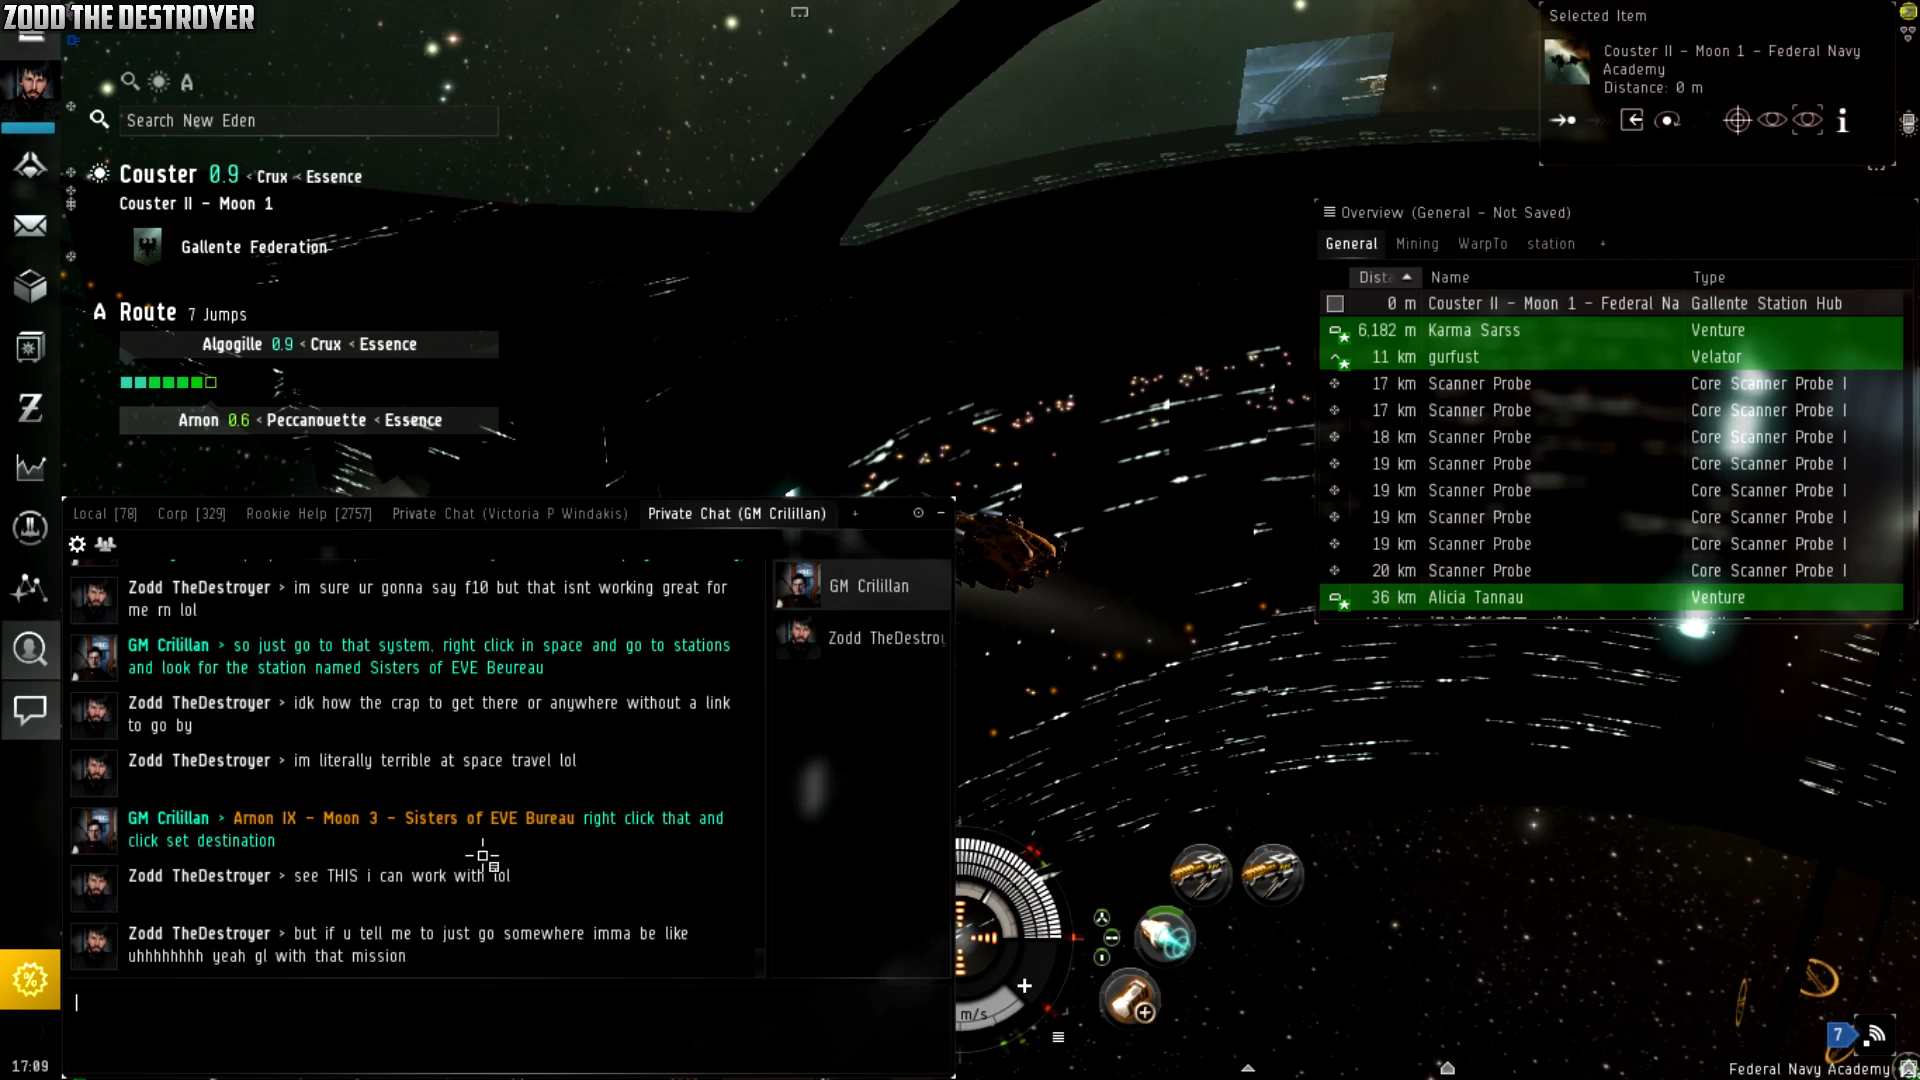 ZODD THE DESTROYER
Search New Eden
Couster 0.9 < Crux < Essence
Couster II - Moon 1
Gallente Federation
Route 7 Jumps
Algogille 0.9 < Crux < Essence
Arnon 0.6 < Peccanouette < Essence
Selected Item
Couster II - Moon 1 - Federal Navy
Academy
Distance: 0 m
Overview (General - Not Saved)
General Mining WarpTo station +
Dista Name Type
0 m Couster II - Moon 1 - Federal Na Gallente Station Hub
6,182 m Karma Sarss Venture
11 km gurfust Velator
17 km Scanner Probe Core Scanner Probe I
17 km Scanner Probe Core Scanner Probe I
18 km Scanner Probe Core Scanner Probe I
19 km Scanner Probe Core Scanner Probe I
19 km Scanner Probe Core Scanner Probe I
19 km Scanner Probe Core Scanner Probe I
19 km Scanner Probe Core Scanner Probe I
20 km Scanner Probe Core Scanner Probe I
36 km Alicia Tannau Venture
Local [78] Corp [329] Rookie Help [2757] Private Chat (Victoria P Windakis) Private Chat (GM Crilillan) +
Zodd TheDestroyer > im sure ur gonna say f10 but that isnt working great for
me rn lol
GM Crilillan > so just go to that system, right click in space and go to stations
and look for the station named Sisters of EVE Beureau
Zodd TheDestroyer > idk how the crap to get there or anywhere without a link
to go by
Zodd TheDestroyer > im literally terrible at space travel lol
GM Crilillan > Arnon IX - Moon 3 - Sisters of EVE Bureau right click that and
click set destination
Zodd TheDestroyer > see THIS i can work with lol
Zodd TheDestroyer > but if u tell me to just go somewhere imma be like
uhhhhhhhh yeah gl with that mission
GM Crilillan
Zodd TheDestroy
m/s
7
17:09
Federal Navy Academy